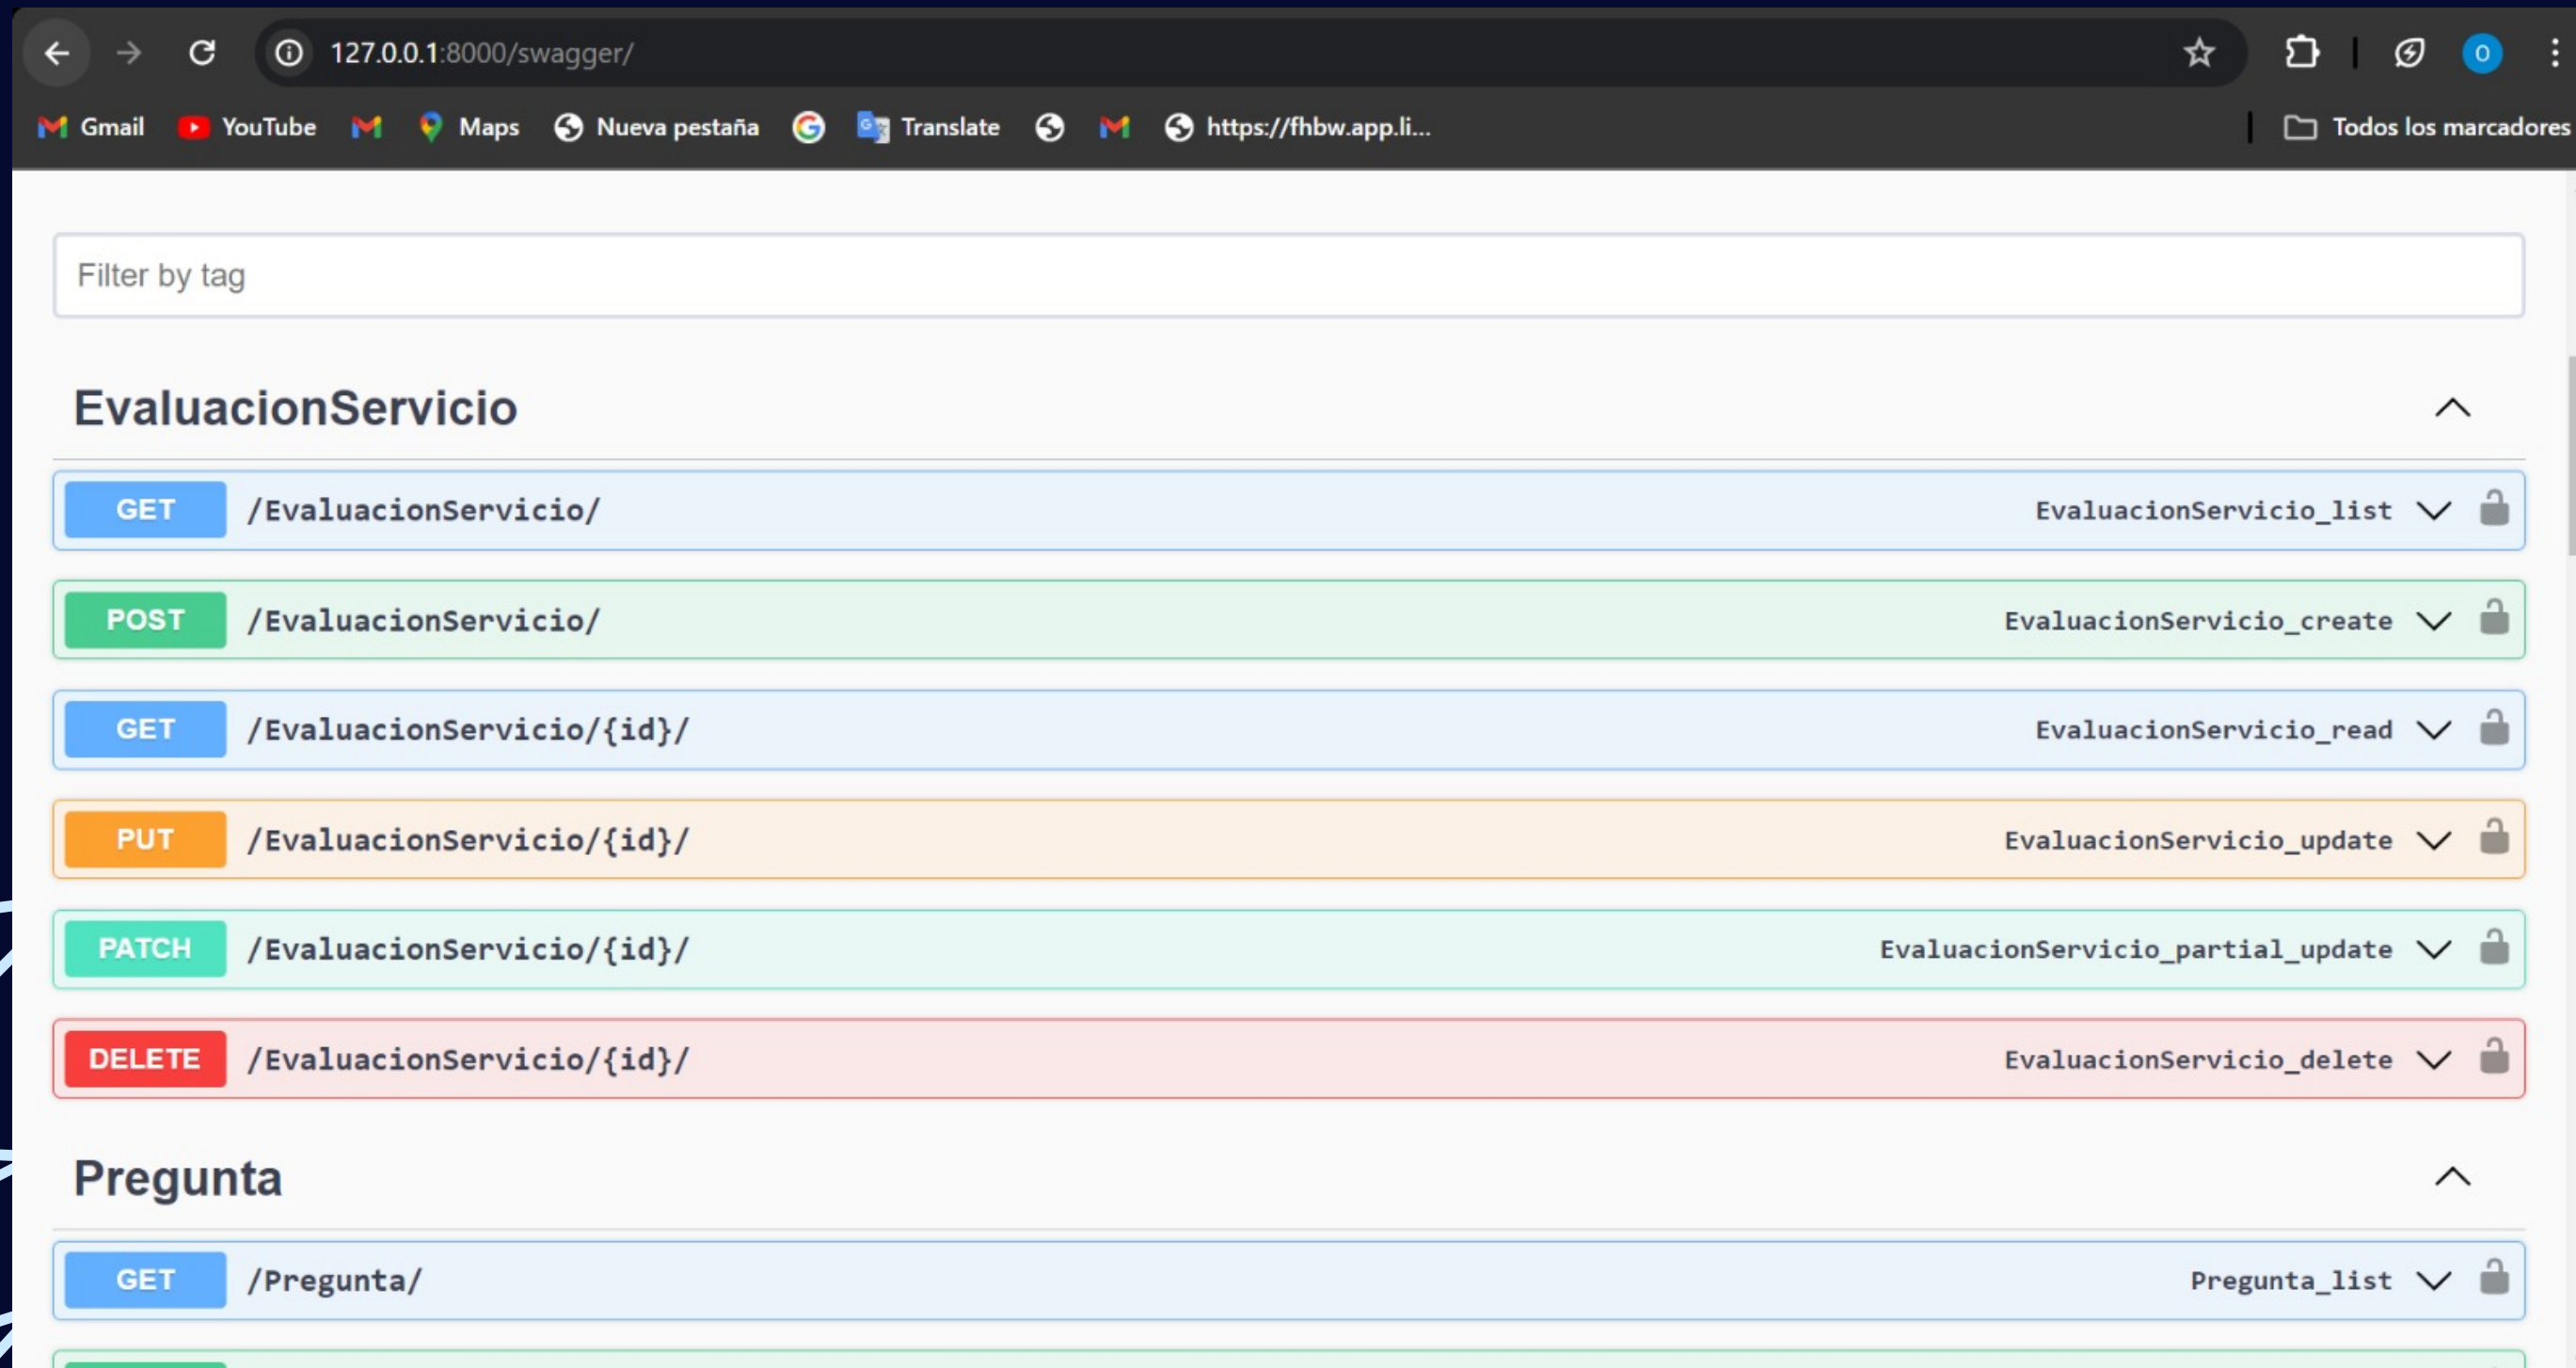 127.0.0.1:8000/swagger/
O
Gmail YouTube Maps Nueva pestaña Translate https://fhbw.app.li... Todos los marcadores
Filter by tag
EvaluacionServicio
GET /EvaluacionServicio/ EvaluacionServicio_list
POST /EvaluacionServicio/ EvaluacionServicio_create
GET /EvaluacionServicio/{id}/ EvaluacionServicio_read
PUT /EvaluacionServicio/{id}/ EvaluacionServicio_update
PATCH /EvaluacionServicio/{id}/ EvaluacionServicio_partial_update
DELETE /EvaluacionServicio/{id}/ EvaluacionServicio_delete
Pregunta
GET /Pregunta/ Pregunta_list